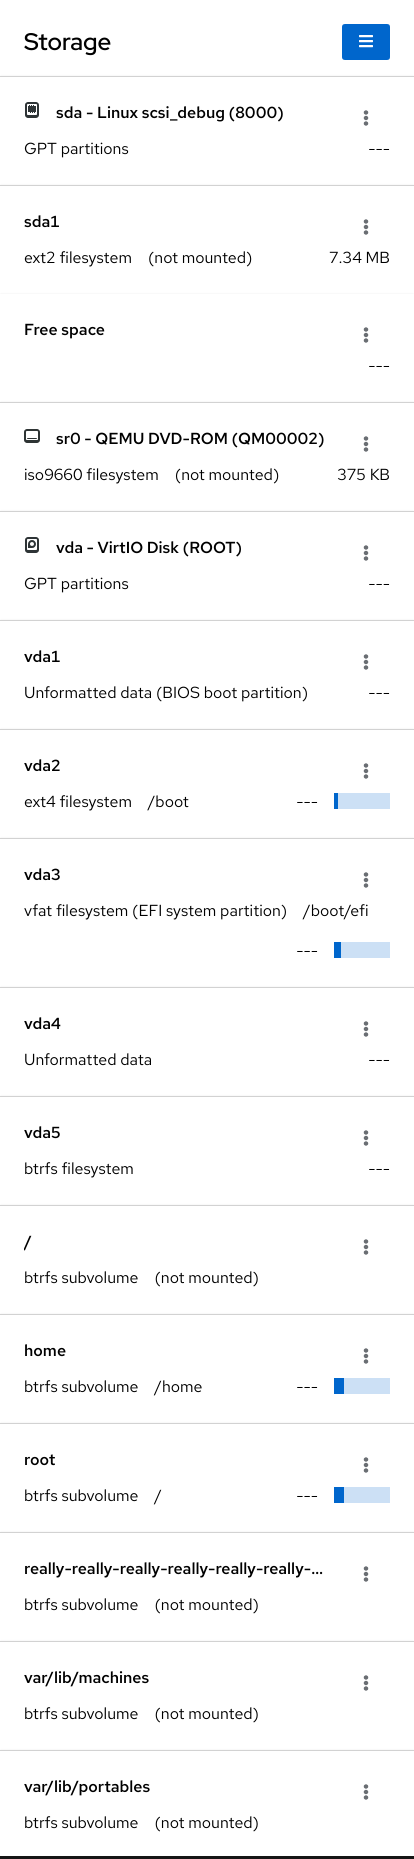 Storage
sda - Linux scsi_debug (8000)
GPT partitions ---
sda1
ext2 filesystem (not mounted) 7.34 MB
Free space
---
sr0 - QEMU DVD-ROM (QM00002)
iso9660 filesystem (not mounted) 375 KB
vda - VirtIO Disk (ROOT)
GPT partitions ---
vda1
Unformatted data (BIOS boot partition) ---
vda2
ext4 filesystem /boot ---
vda3
vfat filesystem (EFI system partition) /boot/efi
---
vda4
Unformatted data ---
vda5
btrfs filesystem ---
/
btrfs subvolume (not mounted)
home
btrfs subvolume /home ---
root
btrfs subvolume / ---
really-really-really-really-really-really-...
btrfs subvolume (not mounted)
var/lib/machines
btrfs subvolume (not mounted)
var/lib/portables
btrfs subvolume (not mounted)